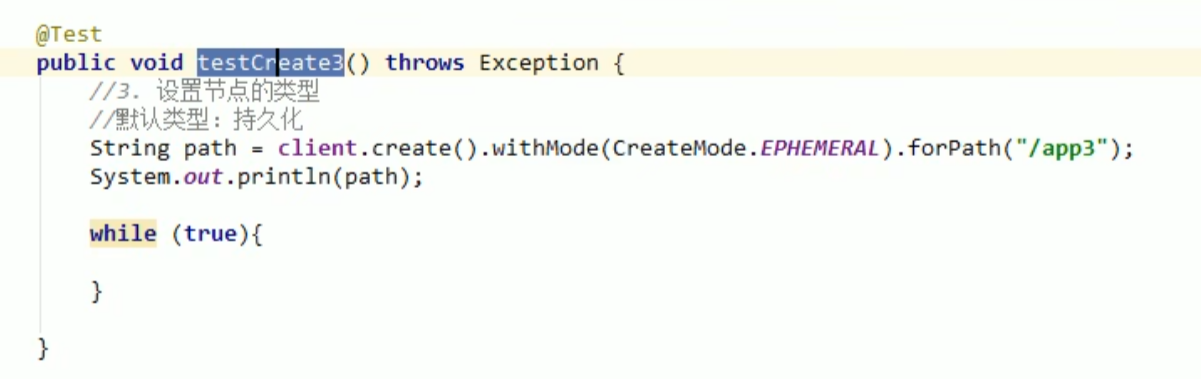 @Test
public void testCreate3() throws Exception {
//3. 设置节点的类型
//默认类型：持久化
String path = client.create().withMode(CreateMode.EPHEMERAL).forPath("/app3");
System.out.println(path);
while (true){
}
}